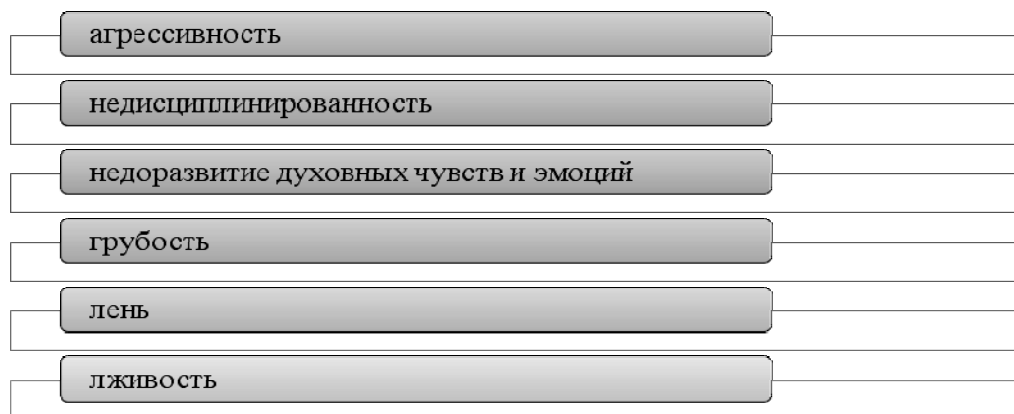 агрессивность
недисциплинированность
недоразвитие духовных чувств и эмоций
грубость
лень
лживость